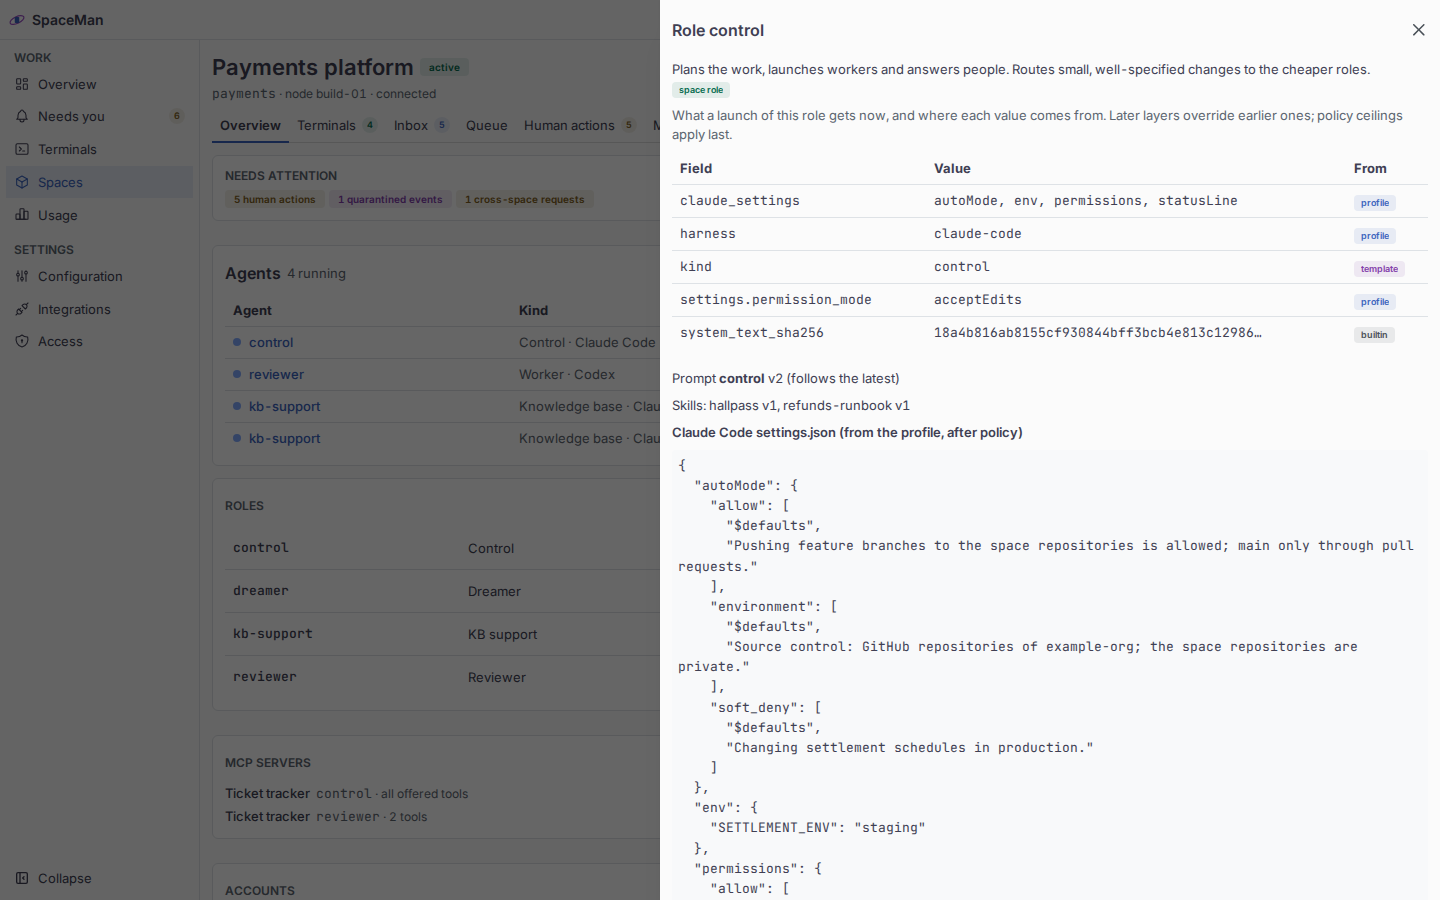 SpaceMan
WORK
Overview
Needs you 6
Terminals
Spaces
Usage
SETTINGS
Configuration
Integrations
Access
Collapse
Payments platform active
payments · node build-01 · connected
Overview Terminals 4 Inbox 5 Queue Human actions 5 M
NEEDS ATTENTION
5 human actions 1 quarantined events 1 cross-space requests
Agents 4 running
Agent Kind
control Control · Claude Code
reviewer Worker · Codex
kb-support Knowledge base · Clau
kb-support Knowledge base · Clau
ROLES
control Control
dreamer Dreamer
kb-support KB support
reviewer Reviewer
MCP SERVERS
Ticket tracker control · all offered tools
Ticket tracker reviewer · 2 tools
ACCOUNTS
Role control
Plans the work, launches workers and answers people. Routes small, well-specified changes to the cheaper roles.
space role
What a launch of this role gets now, and where each value comes from. Later layers override earlier ones; policy ceilings
apply last.
Field Value From
claude_settings autoMode, env, permissions, statusLine profile
harness claude-code profile
kind control template
settings.permission_mode acceptEdits profile
system_text_sha256 18a4b816ab8155cf930844bff3bcb4e813c12986… builtin
Prompt control v2 (follows the latest)
Skills: hallpass v1, refunds-runbook v1
Claude Code settings.json (from the profile, after policy)
{
"autoMode": {
"allow": [
"$defaults",
"Pushing feature branches to the space repositories is allowed; main only through pull
requests."
],
"environment": [
"$defaults",
"Source control: GitHub repositories of example-org; the space repositories are
private."
],
"soft_deny": [
"$defaults",
"Changing settlement schedules in production."
]
},
"env": {
"SETTLEMENT_ENV": "staging"
},
"permissions": {
"allow": [